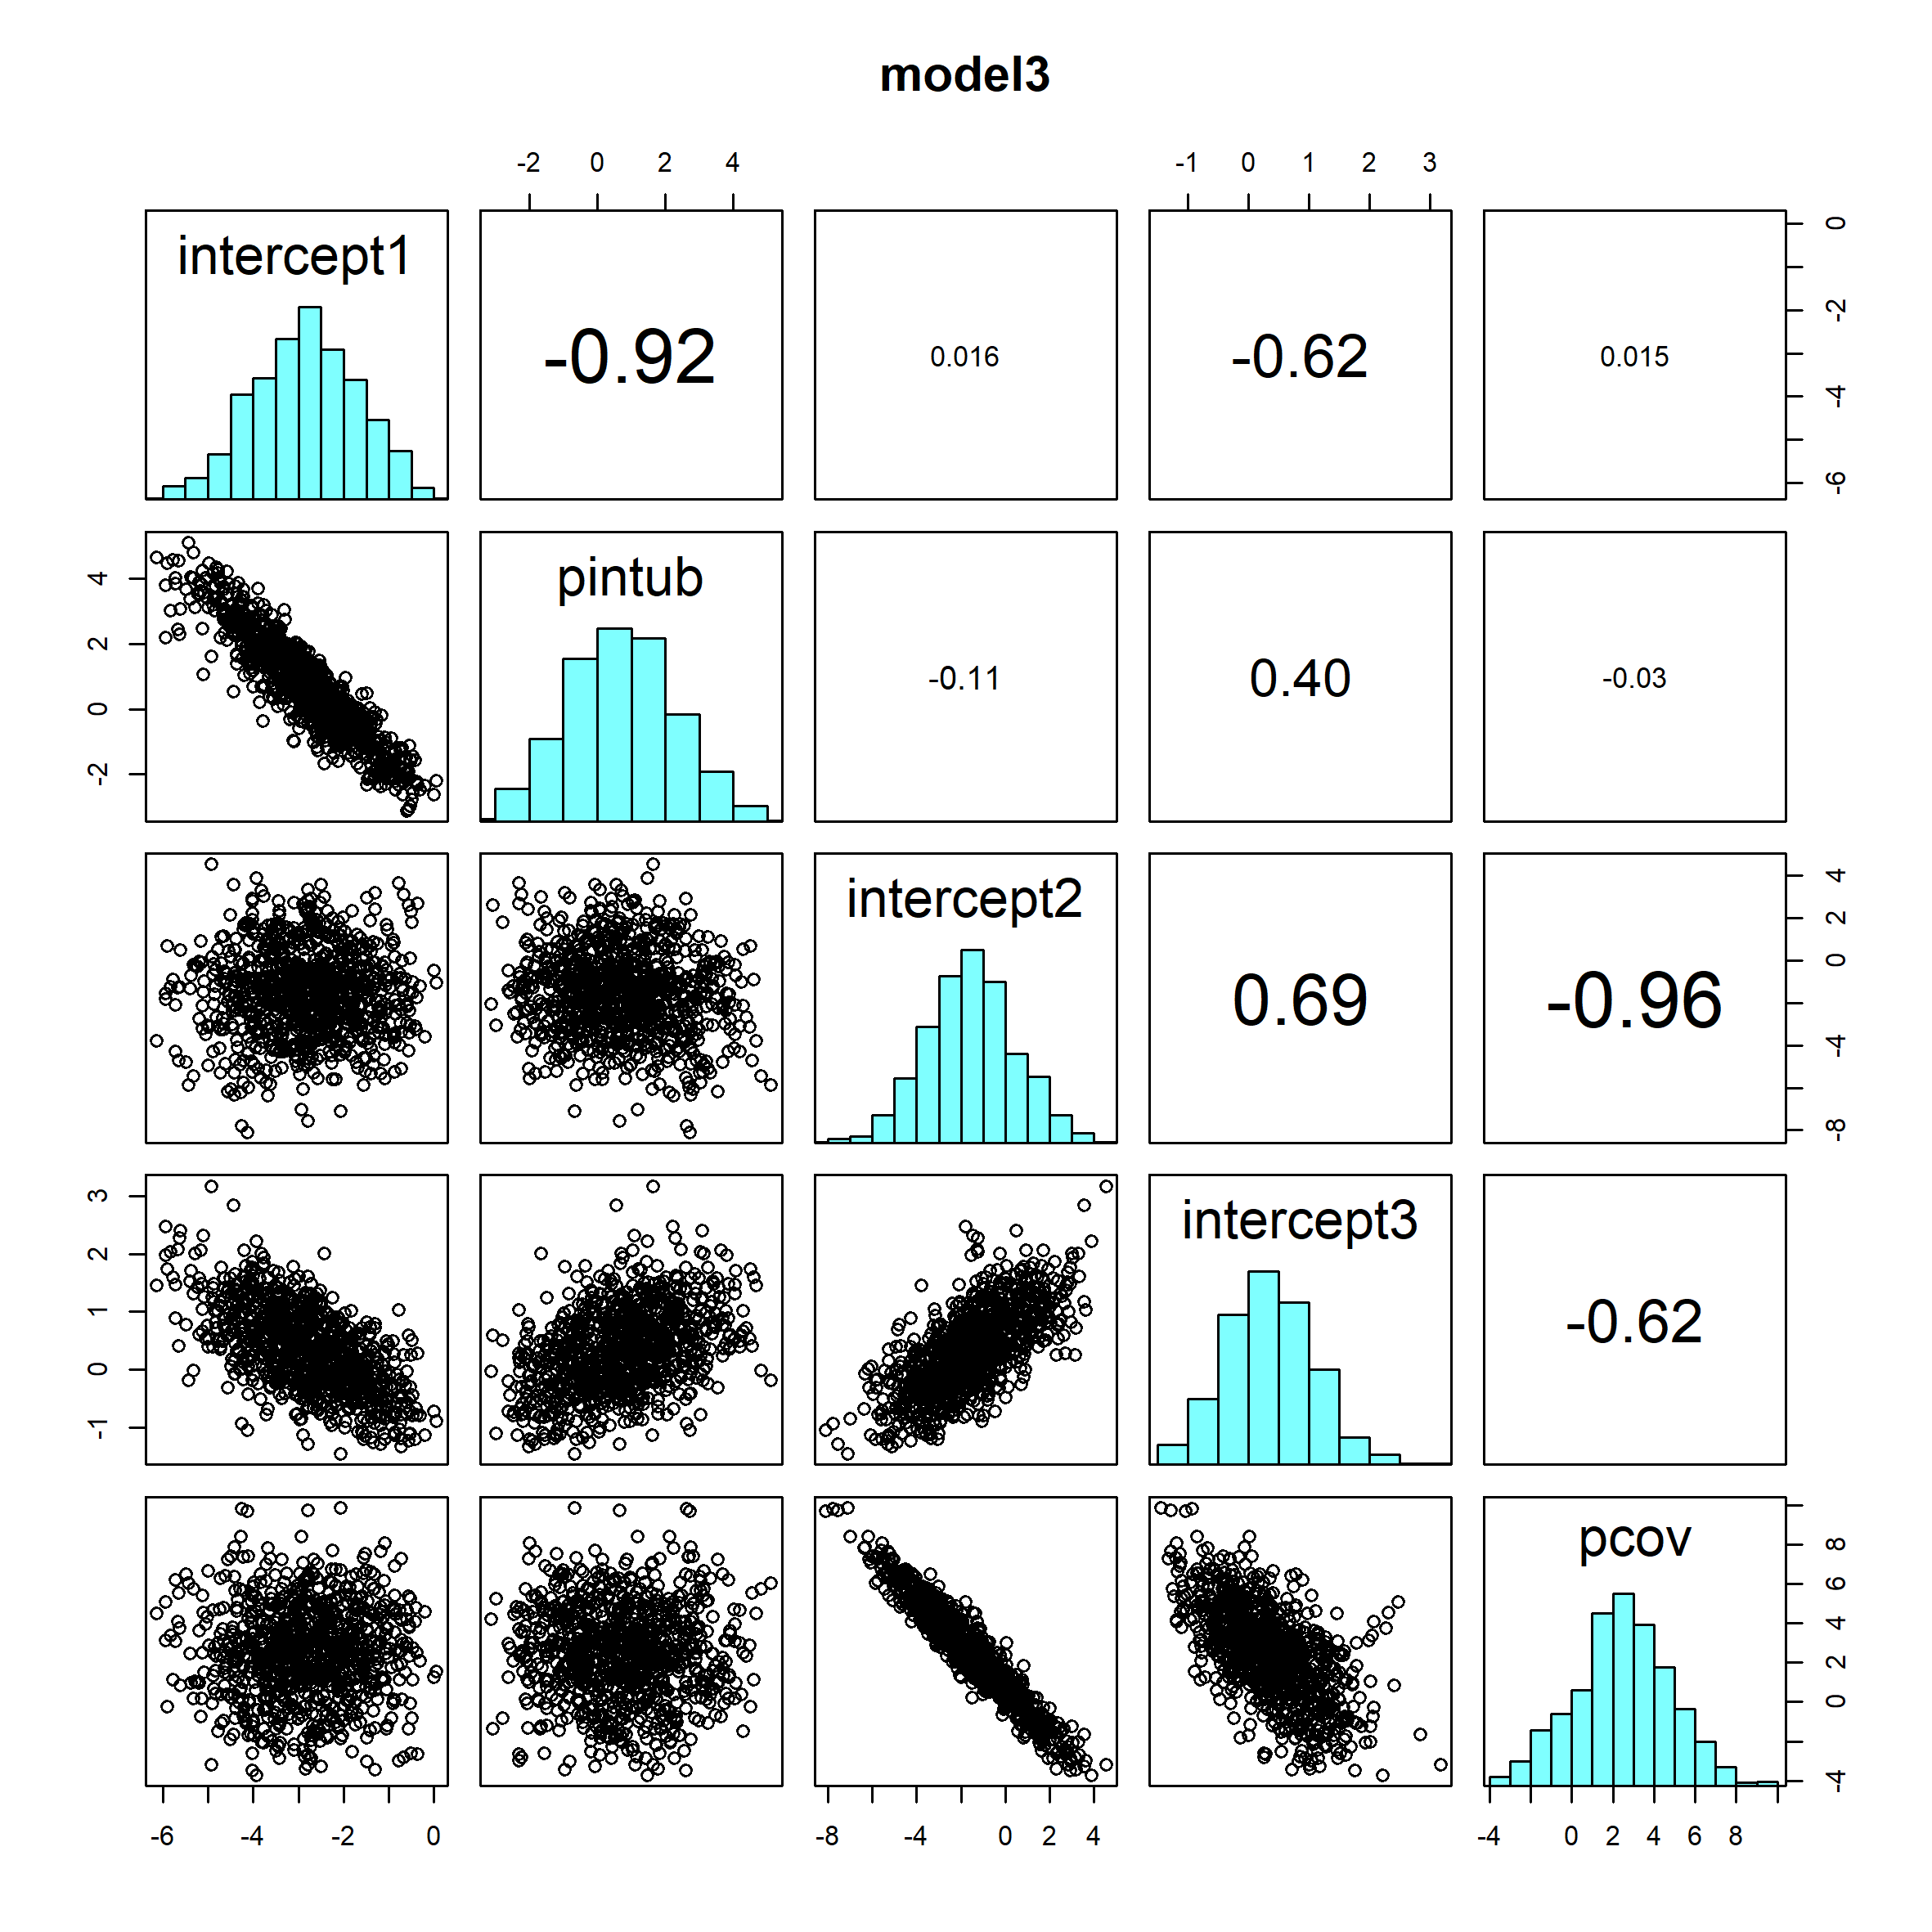 model3
-2 0 2 4 -1 0 1 2 3
intercept1 -0.92 0.016 -0.62 0.015
0 -2 -4 -6
pintub -0.11 0.40 -0.03
4 2 0 -2
intercept2 0.69 -0.96
4 2 0 -4 -8
intercept3 -0.62
3 2 1 0 -1
pcov
8 6 4 2 0 -4
-6 -4 -2 0 -8 -4 0 2 4 -4 0 2 4 6 8